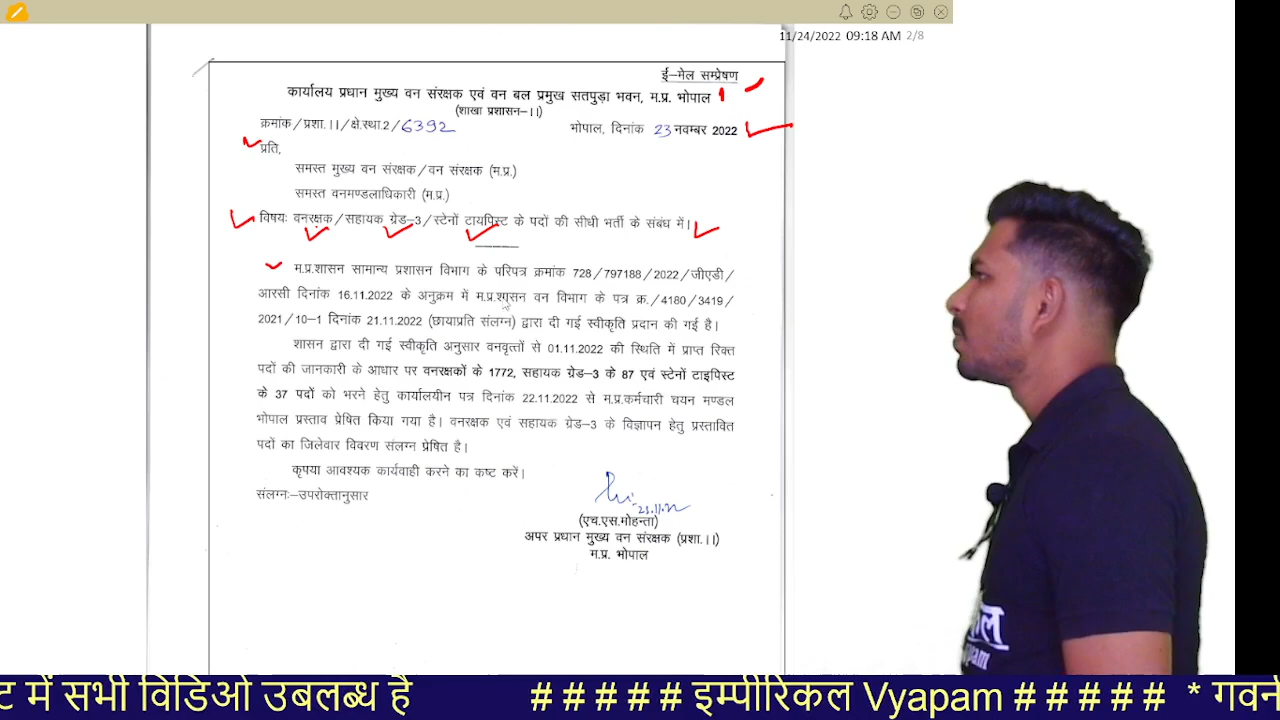 11/24/2022 09:18 AM 2/8
ई–मेल सम्प्रेषण
कार्यालय प्रधान मुख्य वन संरक्षक एवं वन बल प्रमुख सतपुड़ा भवन, म.प्र. भोपाल
(शाखा प्रशासन–।।)
क्रमांक/प्रशा.।।/क्षे.स्था.2/6392 भोपाल, दिनांक 23 नवम्बर 2022
प्रति,
समस्त मुख्य वन संरक्षक/वन संरक्षक (म.प्र.)
समस्त वनमण्डलाधिकारी (म.प्र.)
विषयः वनरक्षक/सहायक ग्रेड–3/स्टेनों टायपिस्ट के पदों की सीधी भर्ती के संबंध में।
म.प्र.शासन सामान्य प्रशासन विभाग के परिपत्र क्रमांक 728/797188/2022/जीएडी/
आरसी दिनांक 16.11.2022 के अनुक्रम में म.प्र.शासन वन विभाग के पत्र क्र./4180/3419/
2021/10–1 दिनांक 21.11.2022 (छायाप्रति संलग्न) द्वारा दी गई स्वीकृति प्रदान की गई है।
शासन द्वारा दी गई स्वीकृति अनुसार वनवृत्तों से 01.11.2022 की स्थिति में प्राप्त रिक्त
पदों की जानकारी के आधार पर वनरक्षकों के 1772, सहायक ग्रेड–3 के 87 एवं स्टेनों टाइपिस्ट
के 37 पदों को भरने हेतु कार्यालयीन पत्र दिनांक 22.11.2022 से म.प्र.कर्मचारी चयन मण्डल
भोपाल प्रस्ताव प्रेषित किया गया है। वनरक्षक एवं सहायक ग्रेड–3 के विज्ञापन हेतु प्रस्तावित
पदों का जिलेवार विवरण संलग्न प्रेषित है।
कृपया आवश्यक कार्यवाही करने का कष्ट करें।
संलग्नः–उपरोक्तानुसार
23.11.22
(एच.एस.मोहन्ता)
अपर प्रधान मुख्य वन संरक्षक (प्रशा.।।)
म.प्र. भोपाल
ट में सभी विडिओ उबलब्ध है # # # # # इम्पीरिकल Vyapam # # # # # * गवर्न